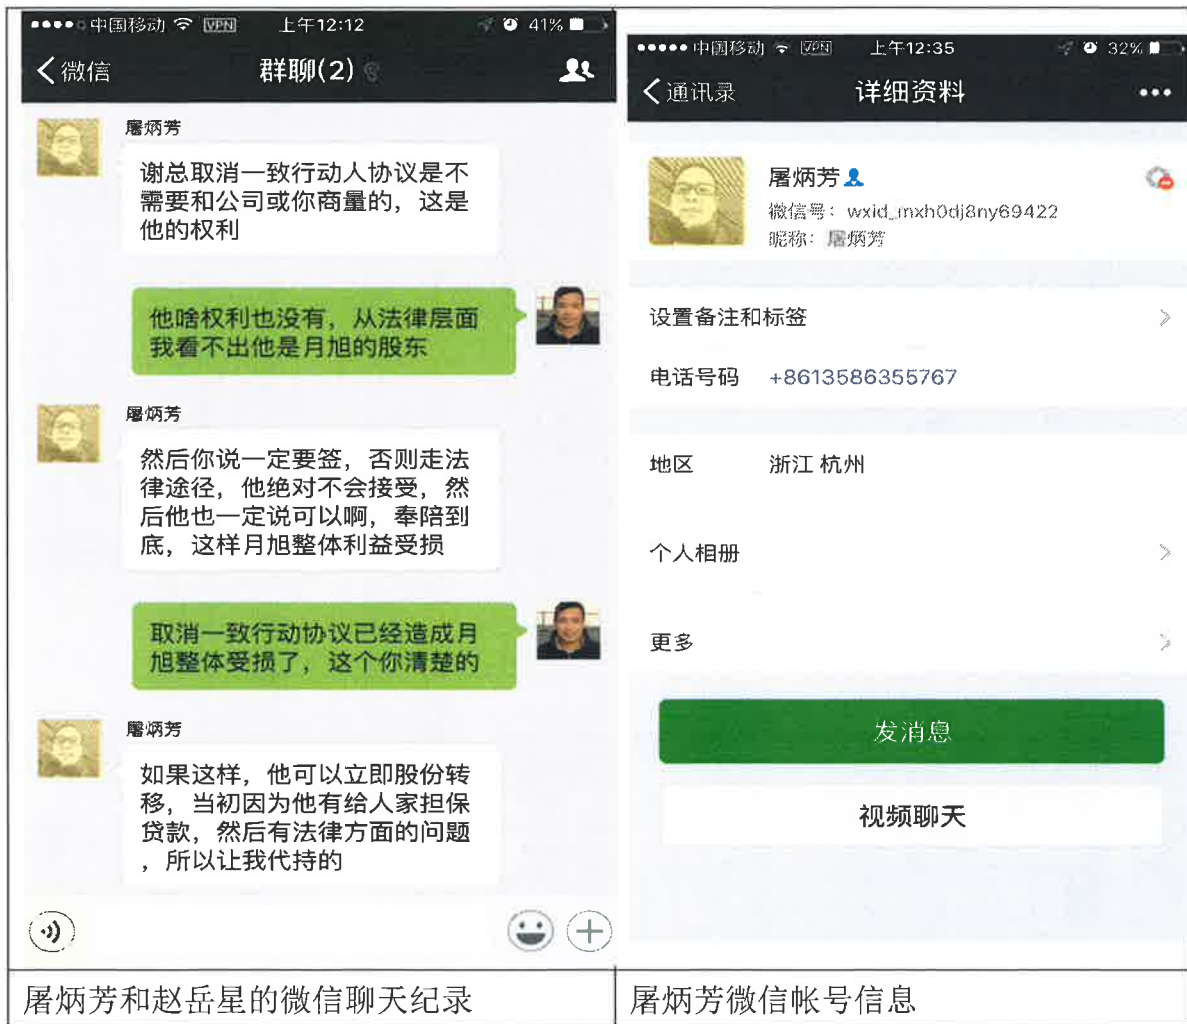 中国移动 VPN 上午12:12 41%
微信 群聊(2)
屠炳芳
谢总取消一致行动人协议是不
需要和公司或你商量的，这是
他的权利
他啥权利也没有，从法律层面
我看不出他是月旭的股东
屠炳芳
然后你说一定要签，否则走法
律途径，他绝对不会接受，然
后他也一定说可以啊，奉陪到
底，这样月旭整体利益受损
取消一致行动协议已经造成月
旭整体受损了，这个你清楚的
屠炳芳
如果这样，他可以立即股份转
移，当初因为他有给人家担保
贷款，然后有法律方面的问题
，所以让我代持的
屠炳芳和赵岳星的微信聊天纪录
中国移动 VPN 上午12:35 32%
通讯录 详细资料
屠炳芳
微信号：wxid_mxh0dj8ny69422
昵称：屠炳芳
设置备注和标签
电话号码 +8613586355767
地区 浙江 杭州
个人相册
更多
发消息
视频聊天
屠炳芳微信帐号信息